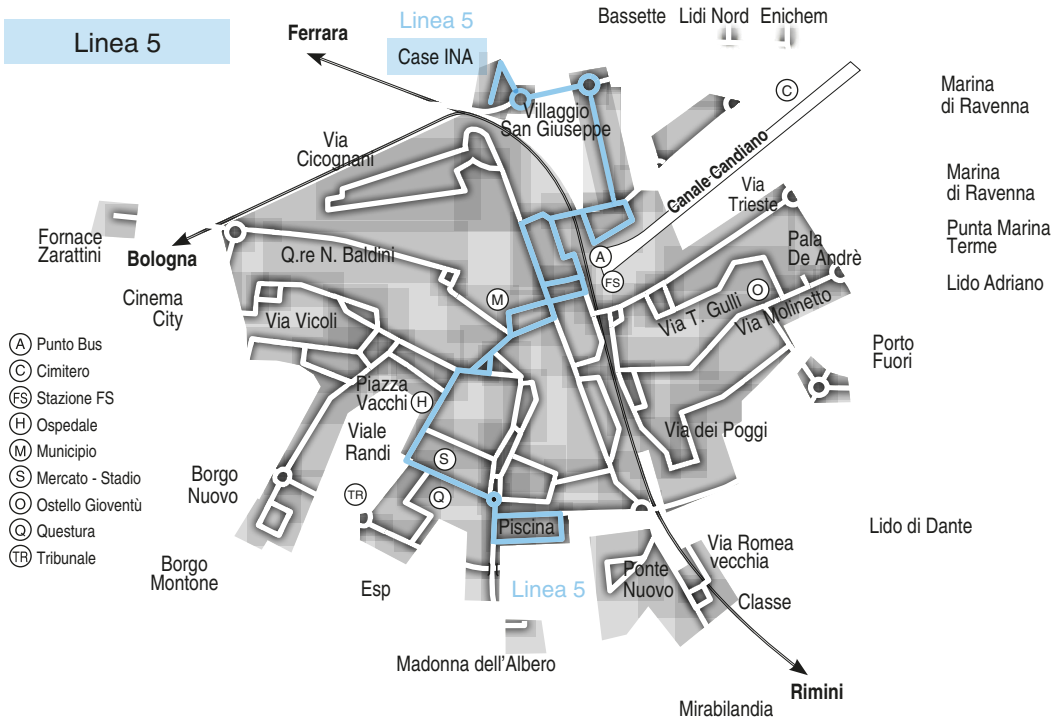 Linea 5
Ferrara
Linea 5
Case INA
Bassette
Lidi Nord
Enichem
C
Marina
di Ravenna
Villaggio
San Giuseppe
Via
Cicognani
Canale Candiano
Via
Trieste
Marina
di Ravenna
Punta Marina
Terme
Lido Adriano
Fornace
Zarattini
Bologna
Q.re N. Baldini
A
FS
Pala
De Andrè
Cinema
City
Via Vicoli
M
Via T. Gulli
O
Via Molinetto
Porto
Fuori
A Punto Bus
C Cimitero
FS Stazione FS
H Ospedale
M Municipio
S Mercato - Stadio
O Ostello Gioventù
Q Questura
TR Tribunale
Piazza
Vacchi
H
Viale
Randi
S
Via dei Poggi
Borgo
Nuovo
TR
Q
Piscina
Lido di Dante
Borgo
Montone
Esp
Linea 5
Ponte
Nuovo
Via Romea
vecchia
Classe
Madonna dell'Albero
Rimini
Mirabilandia